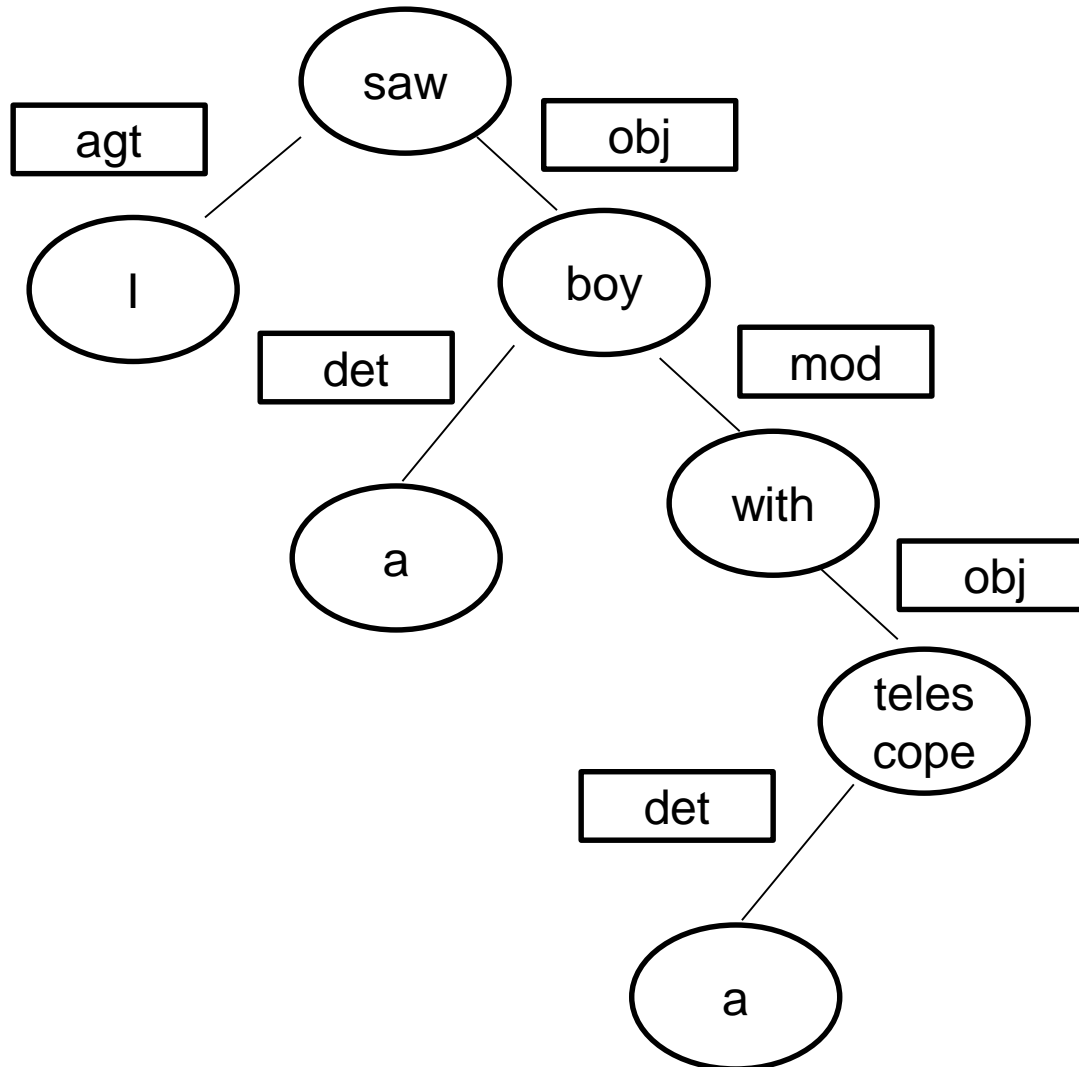 saw
agt
obj
I
boy
det
mod
a
with
obj
teles
cope
det
a